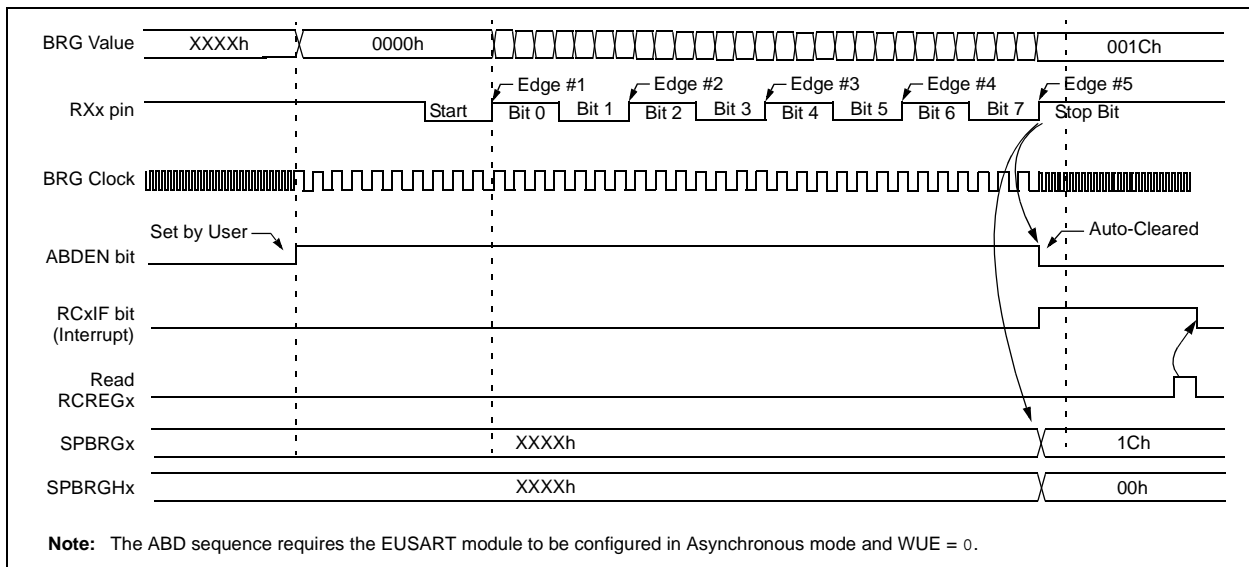 BRG Value XXXXh 0000h 001Ch
Edge #1 Edge #2 Edge #3 Edge #4 Edge #5
RXx pin Start Bit 0 Bit 1 Bit 2 Bit 3 Bit 4 Bit 5 Bit 6 Bit 7 Stop Bit
BRG Clock
Set by User Auto-Cleared
ABDEN bit
RCxIF bit
(Interrupt)
Read
RCREGx
SPBRGx XXXXh 1Ch
SPBRGHx XXXXh 00h
Note: The ABD sequence requires the EUSART module to be configured in Asynchronous mode and WUE = 0.